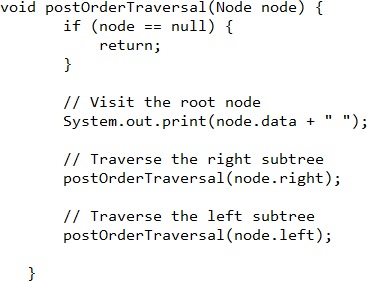 void postOrderTraversal(Node node) {
        if (node == null) {
            return;
        }

        // Visit the root node
        System.out.print(node.data + " ");

        // Traverse the right subtree
        postOrderTraversal(node.right);

        // Traverse the left subtree
        postOrderTraversal(node.left);

    }